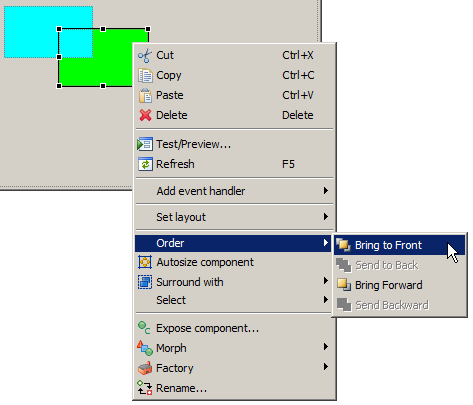 Cut Ctrl+X
Copy Ctrl+C
Paste Ctrl+V
Delete Delete
Test/Preview...
Refresh F5
Add event handler
Set layout
Order
Autosize component
Surround with
Select
Expose component...
Morph
Factory
Rename...
Bring to Front
Send to Back
Bring Forward
Send Backward